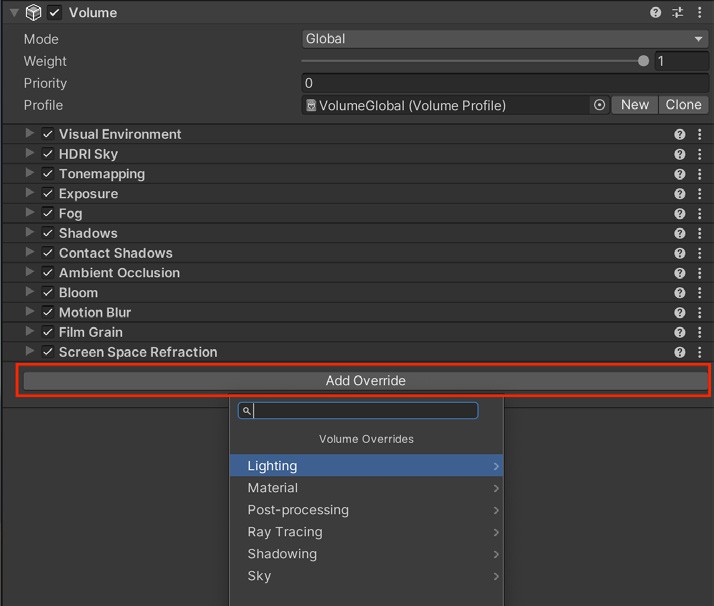 Volume
Mode Global
Weight 1
Priority 0
Profile VolumeGlobal (Volume Profile) New Clone
Visual Environment
HDRI Sky
Tonemapping
Exposure
Fog
Shadows
Contact Shadows
Ambient Occlusion
Bloom
Motion Blur
Film Grain
Screen Space Refraction
Add Override
Volume Overrides
Lighting
Material
Post-processing
Ray Tracing
Shadowing
Sky